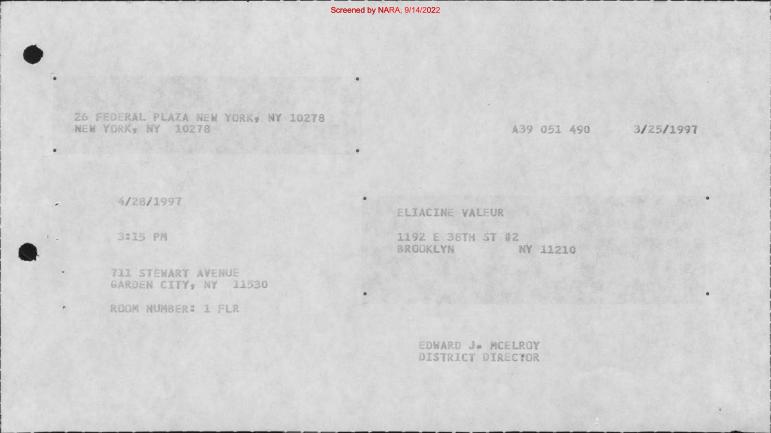 Screened by NARA, 9/14/2022
26 FEDERAL PLAZA NEW YORK, NY 10278
NEW YORK, NY 10278
A39 051 490 3/25/1997
4/28/1997
3:15 PM
711 STEWART AVENUE
GARDEN CITY, NY 11530
ROOM NUMBER: 1 FLR
ELIACINE VALEUR
1192 E 38TH ST #2
BROOKLYN NY 11210
EDWARD J. MCELROY
DISTRICT DIRECTOR